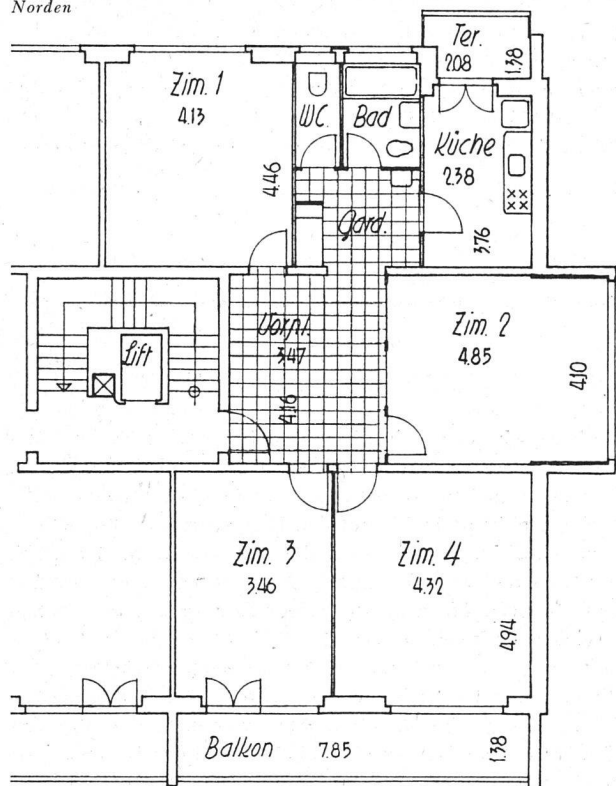 Norden
Ter.
2.08
1.38
Zim. 1
4.13
4.46
WC.
Bad
Küche
2.38
3.76
Gard.
Lift
Vorpl.
3.47
4.16
Zim. 2
4.85
4.10
Zim. 3
3.46
Zim. 4
4.32
4.94
Balkon 7.85
1.38